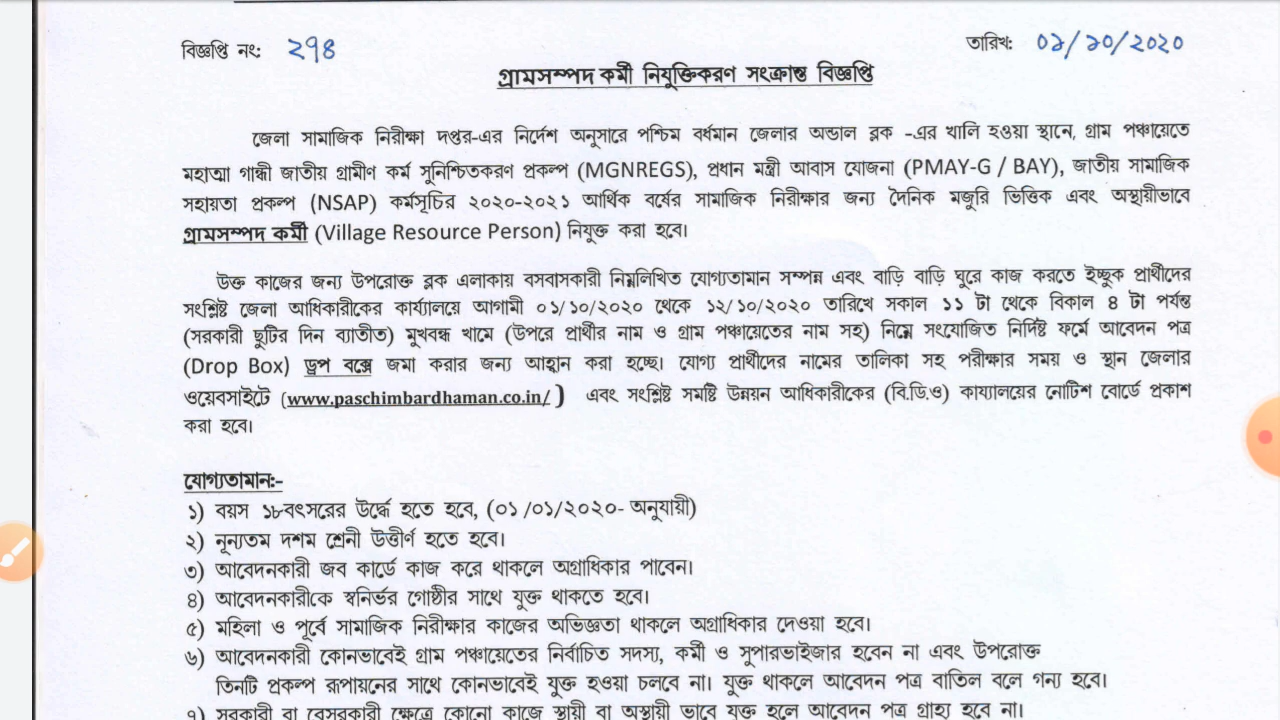 বিজ্ঞপ্তি নং: ২৭৪
তারিখ: ০১/১০/২০২০
গ্রামসম্পদ কর্মী নিযুক্তিকরণ সংক্রান্ত বিজ্ঞপ্তি
জেলা সামাজিক নিরীক্ষা দপ্তর-এর নির্দেশ অনুসারে পশ্চিম বর্ধমান জেলার অন্ডাল ব্লক -এর খালি হওয়া স্থানে, গ্রাম পঞ্চায়েতে
মহাত্মা গান্ধী জাতীয় গ্রামীণ কর্ম সুনিশ্চিতকরণ প্রকল্প (MGNREGS), প্রধান মন্ত্রী আবাস যোজনা (PMAY-G / BAY), জাতীয় সামাজিক
সহায়তা প্রকল্প (NSAP) কর্মসূচির ২০২০-২০২১ আর্থিক বর্ষের সামাজিক নিরীক্ষার জন্য দৈনিক মজুরি ভিত্তিক এবং অস্থায়ীভাবে
গ্রামসম্পদ কর্মী (Village Resource Person) নিযুক্ত করা হবে।
উক্ত কাজের জন্য উপরোক্ত ব্লক এলাকায় বসবাসকারী নিম্নলিখিত যোগ্যতামান সম্পন্ন এবং বাড়ি বাড়ি ঘুরে কাজ করতে ইচ্ছুক প্রার্থীদের
সংশ্লিষ্ট জেলা আধিকারীকের কার্য্যালয়ে আগামী ০১/১০/২০২০ থেকে ১২/১০/২০২০ তারিখে সকাল ১১ টা থেকে বিকাল ৪ টা পর্যন্ত
(সরকারী ছুটির দিন ব্যাতীত) মুখবন্ধ খামে (উপরে প্রার্থীর নাম ও গ্রাম পঞ্চায়েতের নাম সহ) নিম্নে সংযোজিত নির্দিষ্ট ফর্মে আবেদন পত্র
(Drop Box) ড্রপ বক্সে জমা করার জন্য আহ্বান করা হচ্ছে। যোগ্য প্রার্থীদের নামের তালিকা সহ পরীক্ষার সময় ও স্থান জেলার
ওয়েবসাইটে (www.paschimbardhaman.co.in/ ) এবং সংশ্লিষ্ট সমষ্টি উন্নয়ন আধিকারীকের (বি.ডি.ও) কায্যালয়ের নোটিশ বোর্ডে প্রকাশ
করা হবে।
যোগ্যতামান:-
১) বয়স ১৮বৎসরের উর্দ্ধে হতে হবে, (০১/০১/২০২০- অনুযায়ী)
২) নূন্যতম দশম শ্রেনী উত্তীর্ণ হতে হবে।
৩) আবেদনকারী জব কার্ডে কাজ করে থাকলে অগ্রাধিকার পাবেন।
৪) আবেদনকারীকে স্বনির্ভর গোষ্ঠীর সাথে যুক্ত থাকতে হবে।
৫) মহিলা ও পূর্বে সামাজিক নিরীক্ষার কাজের অভিজ্ঞতা থাকলে অগ্রাধিকার দেওয়া হবে।
৬) আবেদনকারী কোনভাবেই গ্রাম পঞ্চায়েতের নির্বাচিত সদস্য, কর্মী ও সুপারভাইজার হবেন না এবং উপরোক্ত
তিনটি প্রকল্প রূপায়নের সাথে কোনভাবেই যুক্ত হওয়া চলবে না। যুক্ত থাকলে আবেদন পত্র বাতিল বলে গন্য হবে।
৭) সরকারী বা বেসরকারী ক্ষেত্রে কোনো কাজে স্থায়ী বা অস্থায়ী ভাবে যুক্ত হলে আবেদন পত্র গ্রাহ্য হবে না।